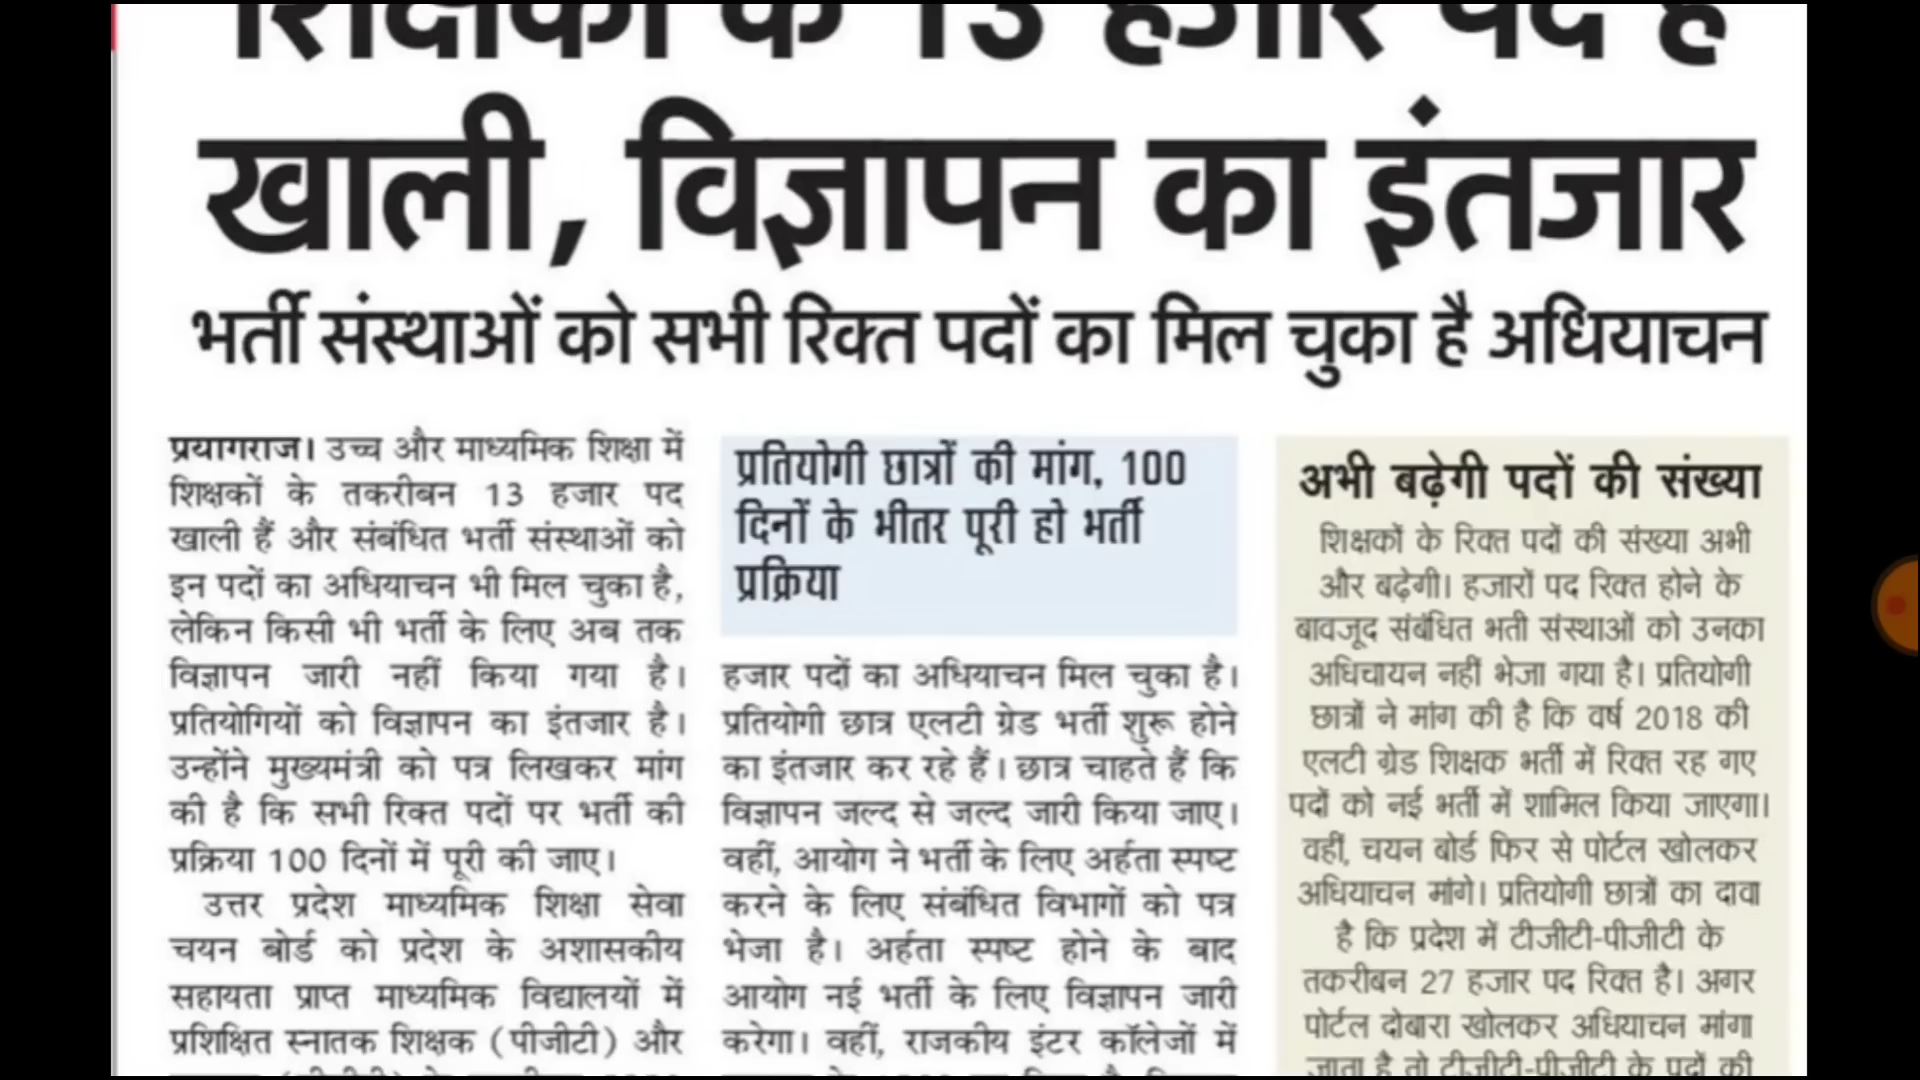 शिक्षकों के 13 हजार पद हैं
खाली, विज्ञापन का इंतजार
भर्ती संस्थाओं को सभी रिक्त पदों का मिल चुका है अधियाचन
प्रयागराज। उच्च और माध्यमिक शिक्षा में
शिक्षकों के तकरीबन 13 हजार पद
खाली हैं और संबंधित भर्ती संस्थाओं को
इन पदों का अधियाचन भी मिल चुका है,
लेकिन किसी भी भर्ती के लिए अब तक
विज्ञापन जारी नहीं किया गया है।
प्रतियोगियों को विज्ञापन का इंतजार है।
उन्होंने मुख्यमंत्री को पत्र लिखकर मांग
की है कि सभी रिक्त पदों पर भर्ती की
प्रक्रिया 100 दिनों में पूरी की जाए।
उत्तर प्रदेश माध्यमिक शिक्षा सेवा
चयन बोर्ड को प्रदेश के अशासकीय
सहायता प्राप्त माध्यमिक विद्यालयों में
प्रशिक्षित स्नातक शिक्षक (पीजीटी) और
प्रतियोगी छात्रों की मांग, 100
दिनों के भीतर पूरी हो भर्ती
प्रक्रिया
हजार पदों का अधियाचन मिल चुका है।
प्रतियोगी छात्र एलटी ग्रेड भर्ती शुरू होने
का इंतजार कर रहे हैं। छात्र चाहते हैं कि
विज्ञापन जल्द से जल्द जारी किया जाए।
वहीं, आयोग ने भर्ती के लिए अर्हता स्पष्ट
करने के लिए संबंधित विभागों को पत्र
भेजा है। अर्हता स्पष्ट होने के बाद
आयोग नई भर्ती के लिए विज्ञापन जारी
करेगा। वहीं, राजकीय इंटर कॉलेजों में
अभी बढ़ेगी पदों की संख्या
शिक्षकों के रिक्त पदों की संख्या अभी
और बढ़ेगी। हजारों पद रिक्त होने के
बावजूद संबंधित भर्ती संस्थाओं को उनका
अधिचायन नहीं भेजा गया है। प्रतियोगी
छात्रों ने मांग की है कि वर्ष 2018 की
एलटी ग्रेड शिक्षक भर्ती में रिक्त रह गए
पदों को नई भर्ती में शामिल किया जाएगा।
वहीं, चयन बोर्ड फिर से पोर्टल खोलकर
अधियाचन मांगे। प्रतियोगी छात्रों का दावा
है कि प्रदेश में टीजीटी-पीजीटी के
तकरीबन 27 हजार पद रिक्त है। अगर
पोर्टल दोबारा खोलकर अधियाचन मांगा
जाता है तो टीजीटी-पीजीटी के पदों की